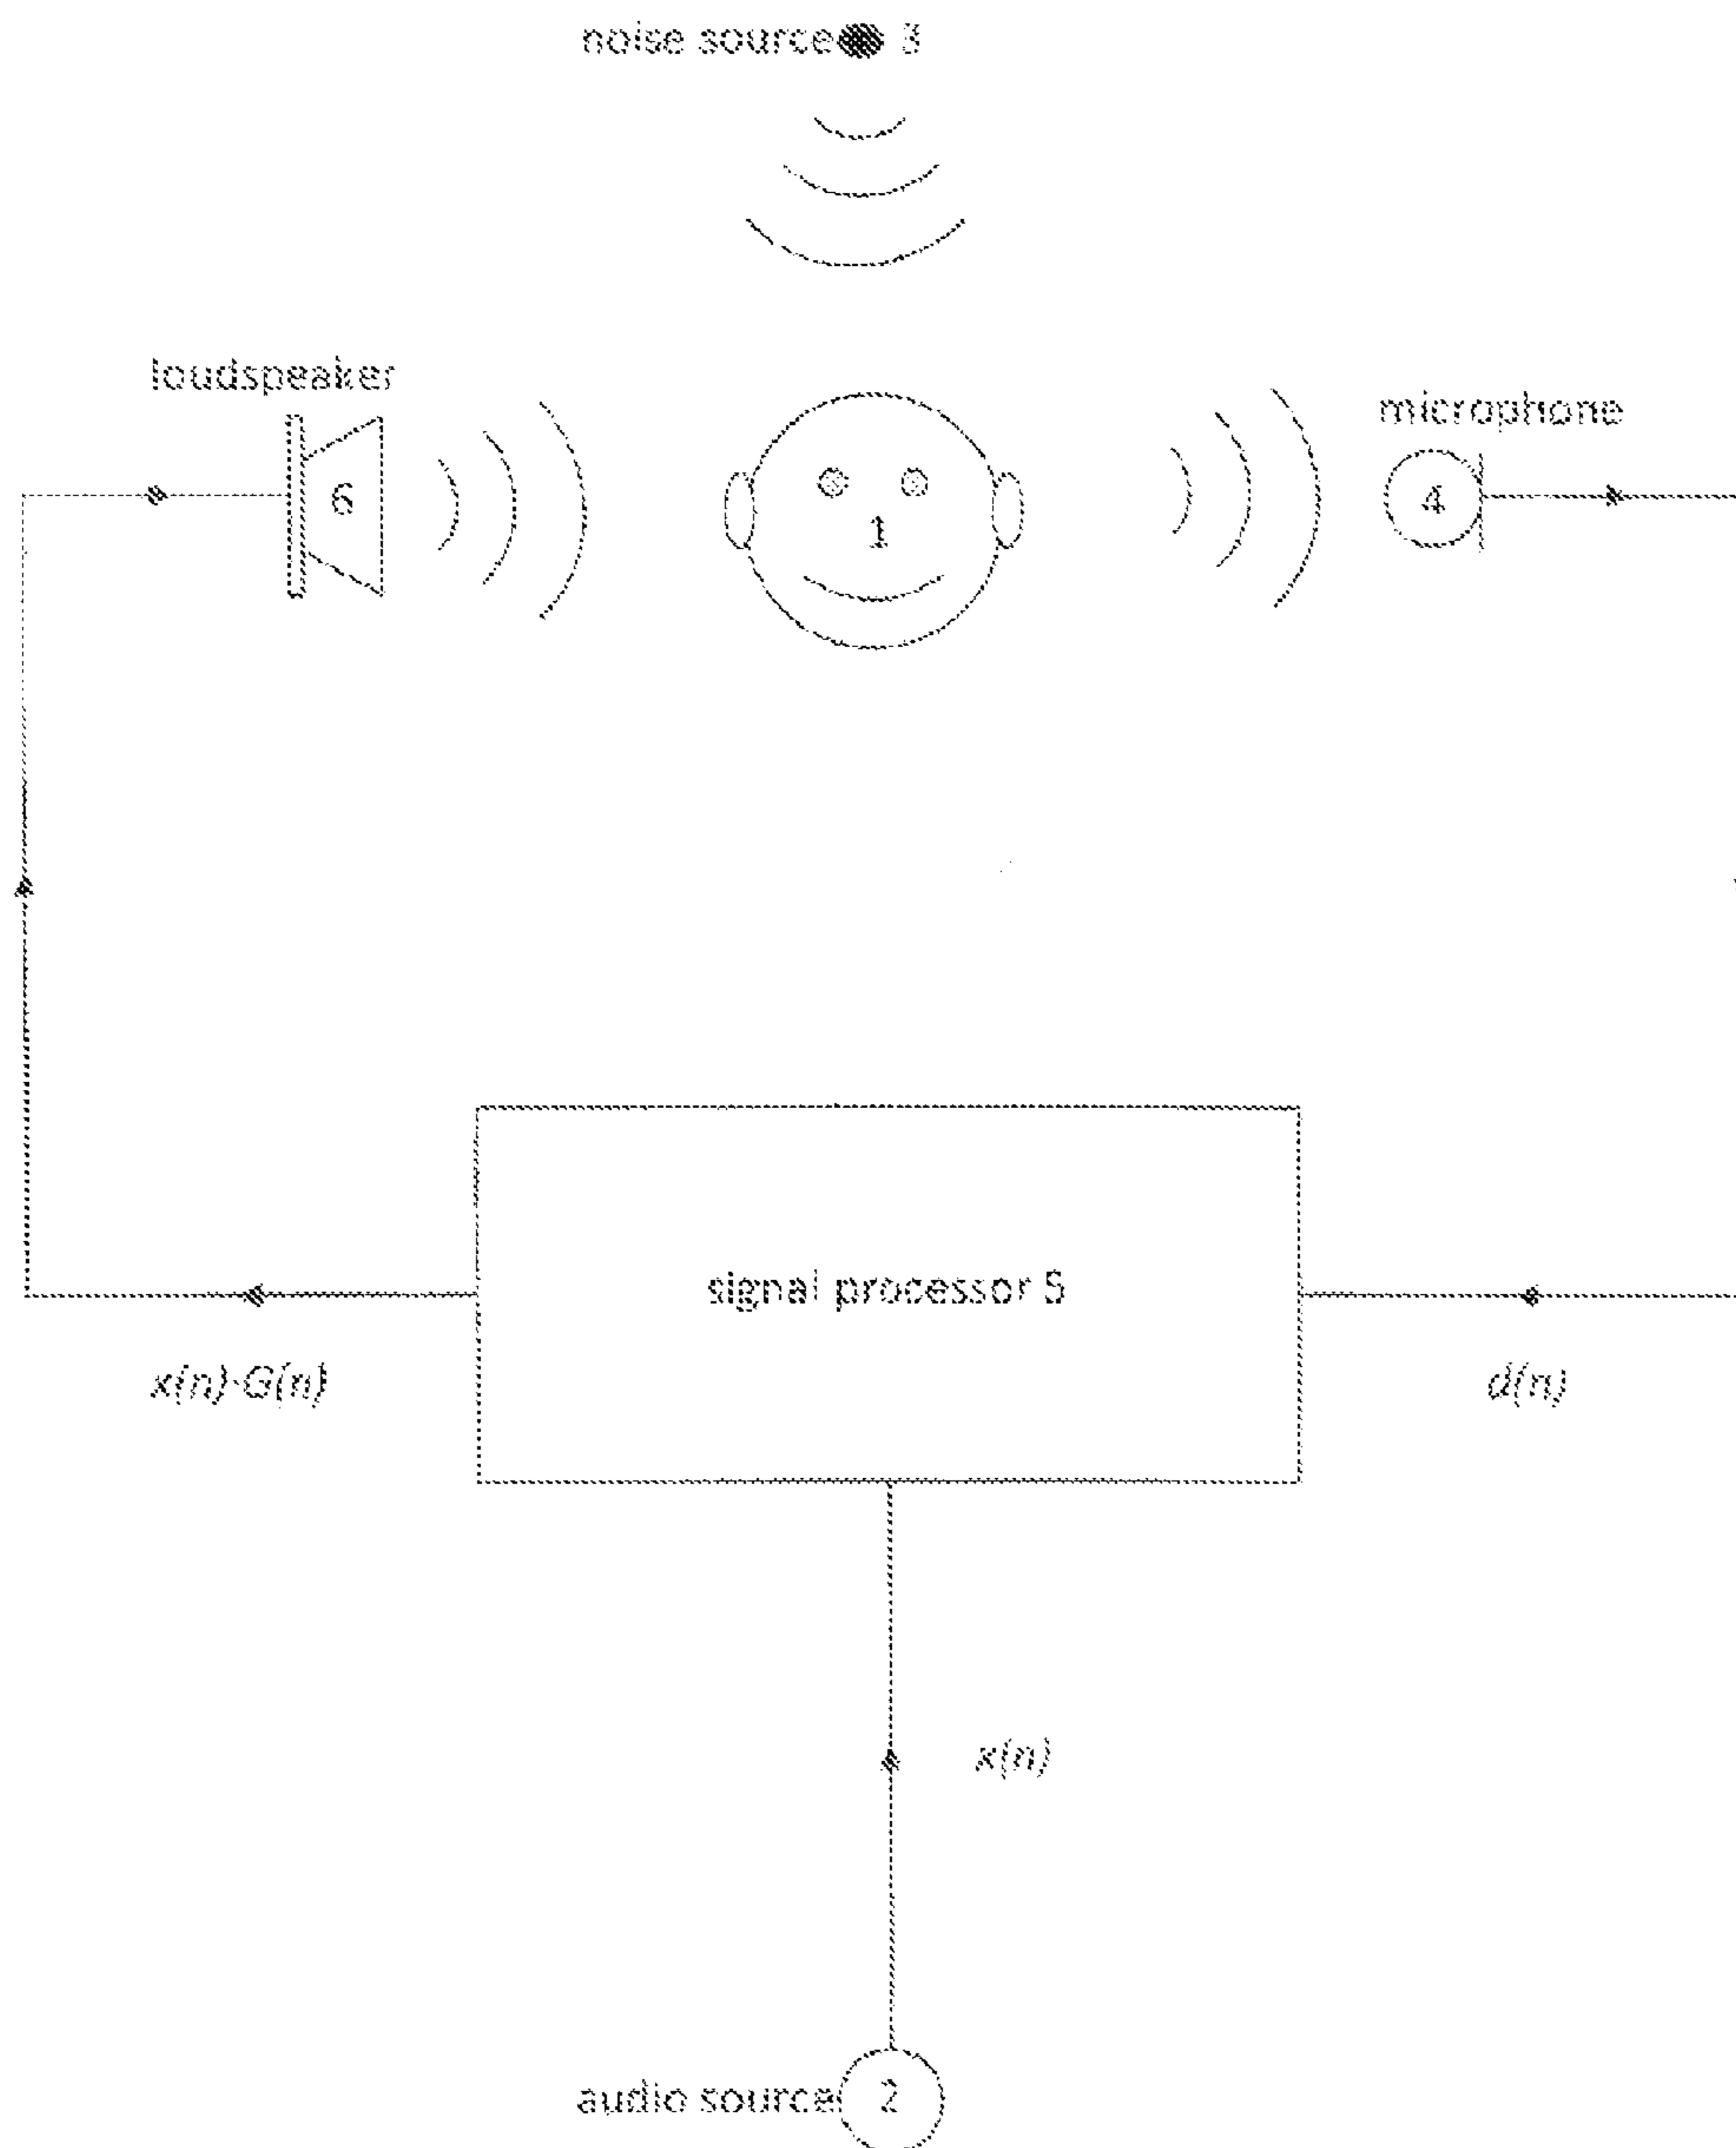 noise source 3
loudspeaker
microphone
6
1
4
signal processor 5
x(n)·G(n)
d(n)
x(n)
audio source 2